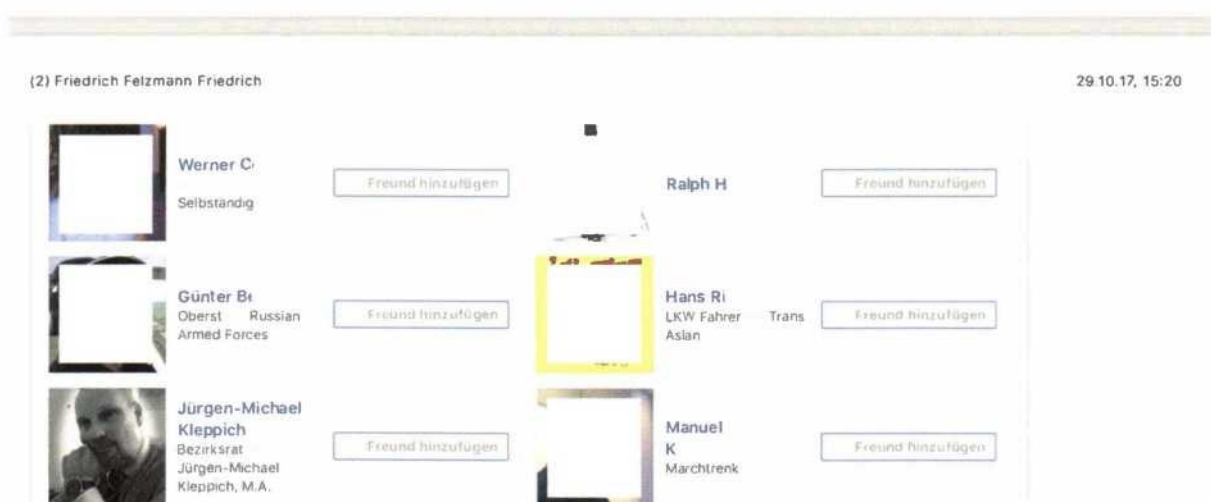 (2) Friedrich Felzmann Friedrich
29.10.17, 15:20
Werner C
Selbständig
Freund hinzufügen
Ralph H
Freund hinzufügen
Günter Be
Oberst Russian
Armed Forces
Freund hinzufügen
Hans Ri
LKW Fahrer Trans
Aslan
Freund hinzufügen
Jürgen-Michael
Kleppich
Bezirksrat
Jürgen-Michael
Kleppich, M.A.
Freund hinzufügen
Manuel
K
Marchtrenk
Freund hinzufügen